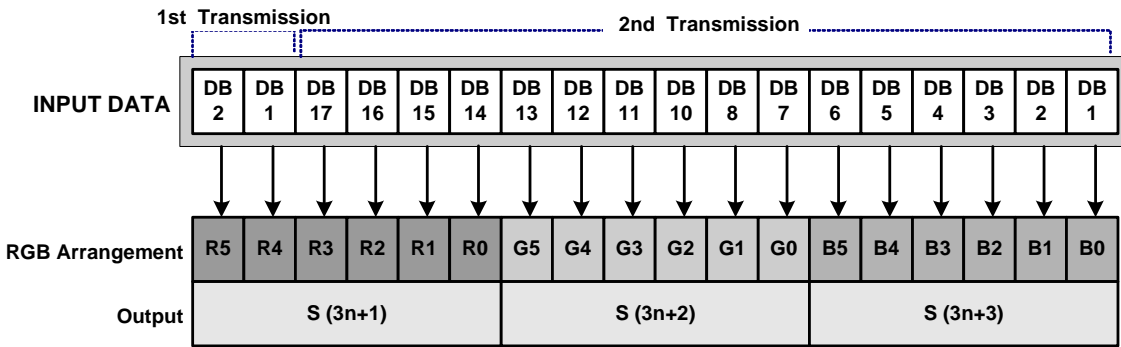 1st Transmission
2nd Transmission
INPUT DATA
DB 2 DB 1 DB 17 DB 16 DB 15 DB 14 DB 13 DB 12 DB 11 DB 10 DB 8 DB 7 DB 6 DB 5 DB 4 DB 3 DB 2 DB 1
RGB Arrangement R5 R4 R3 R2 R1 R0 G5 G4 G3 G2 G1 G0 B5 B4 B3 B2 B1 B0
Output S (3n+1) S (3n+2) S (3n+3)